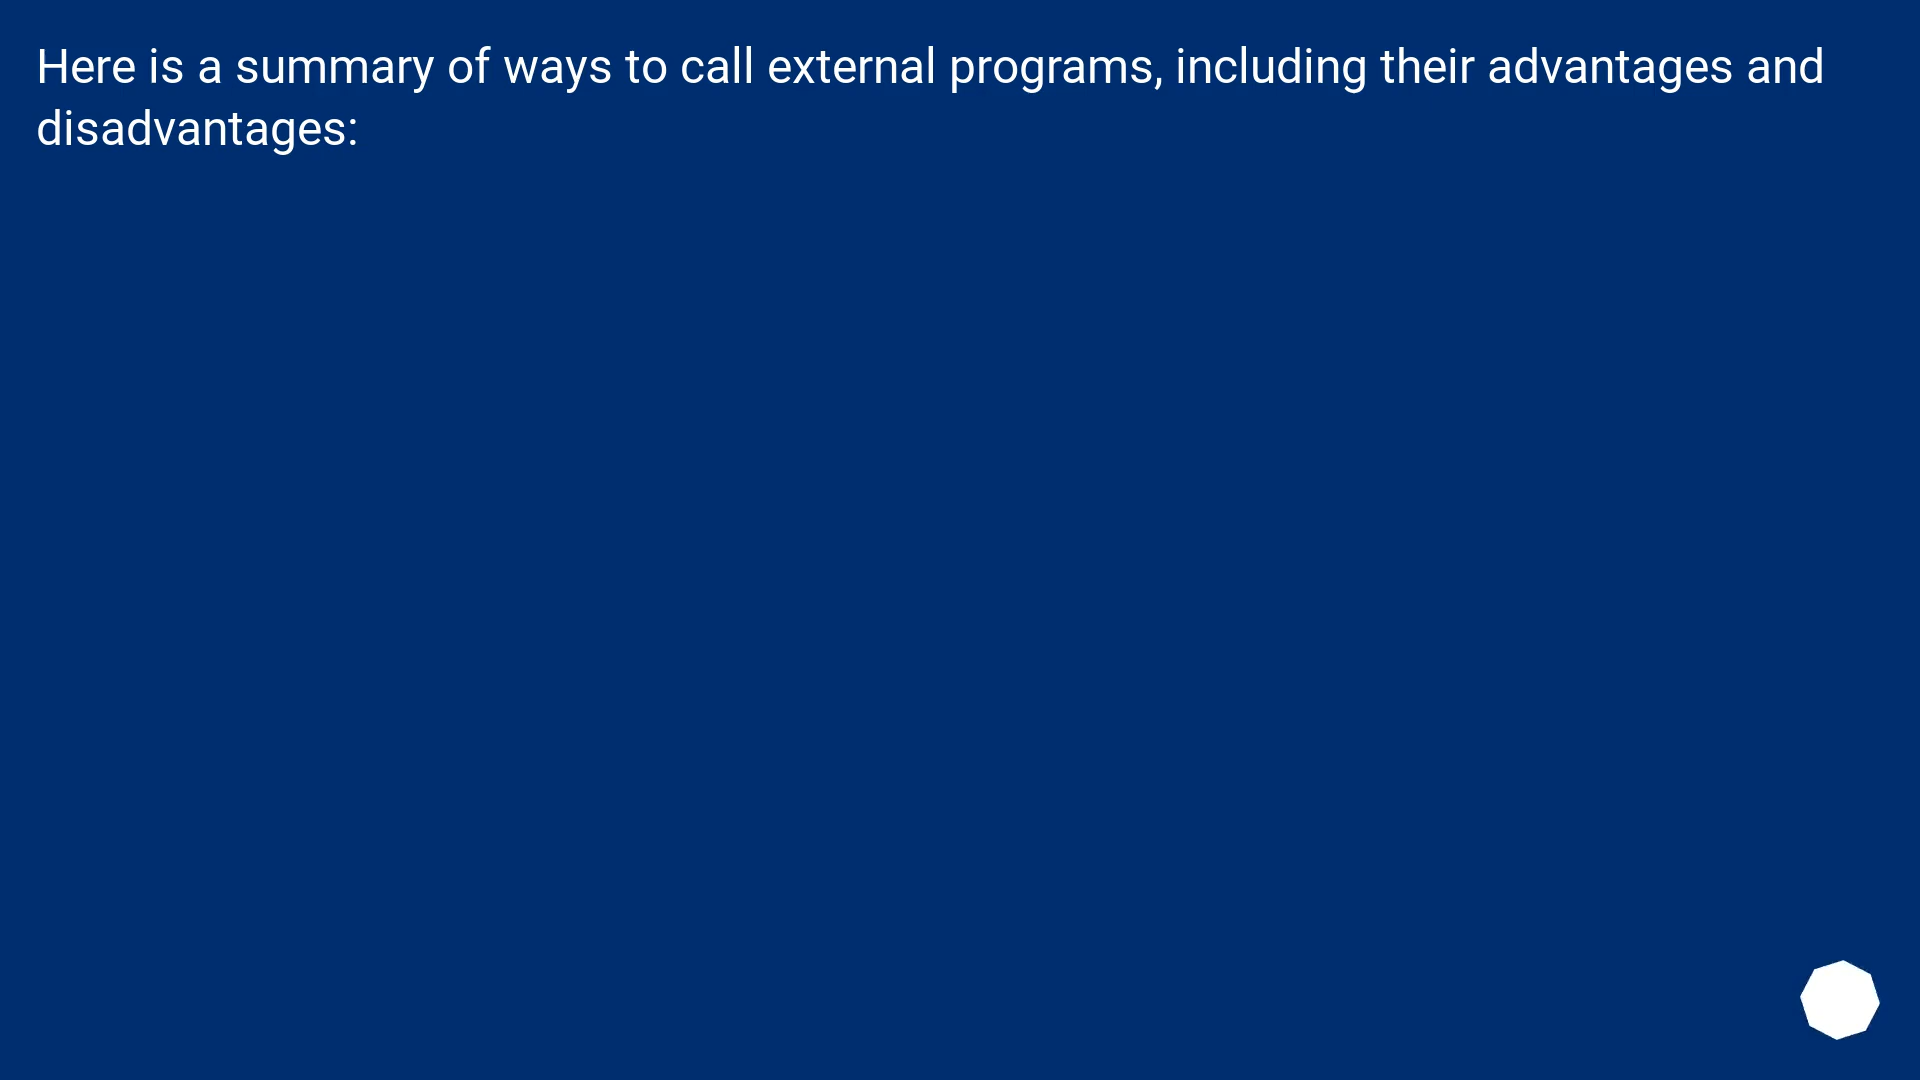 Here is a summary of ways to call external programs, including their advantages and
disadvantages: